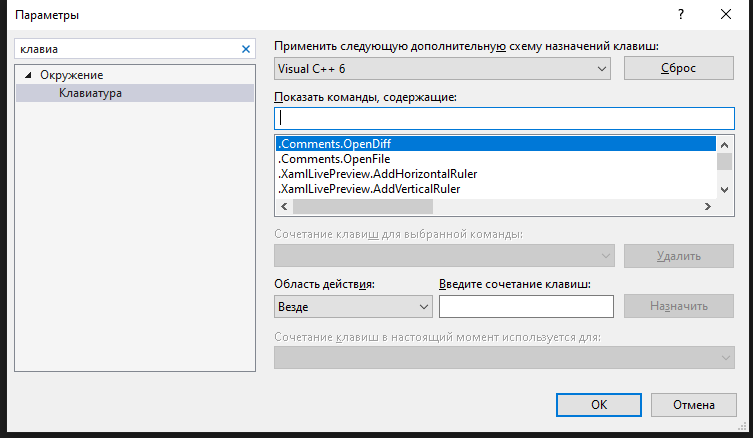 Параметры
клавиа
Окружение
Клавиатура
Применить следующую дополнительную схему назначений клавиш:
Visual C++ 6
Сброс
Показать команды, содержащие:
.Comments.OpenDiff
.Comments.OpenFile
.XamlLivePreview.AddHorizontalRuler
.XamlLivePreview.AddVerticalRuler
Сочетание клавиш для выбранной команды:
Удалить
Область действия:
Введите сочетание клавиш:
Везде
Назначить
Сочетание клавиш в настоящий момент используется для:
ОК
Отмена